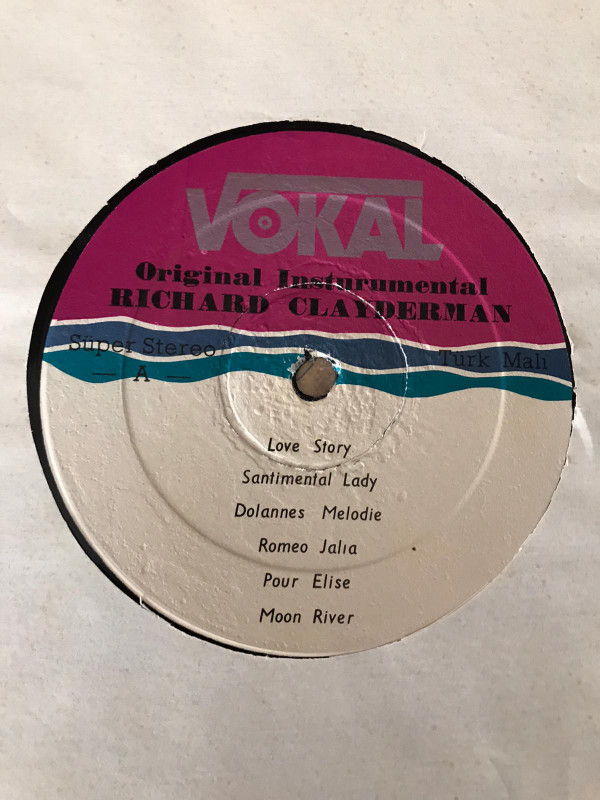 VOKAL
Original Insturumental
RICHARD CLAYDERMAN
Süper Stereo
Türk Malı
— A —
Love Story
Santimental Lady
Dolannes Melodie
Romeo Jalıa
Pour Elise
Moon River